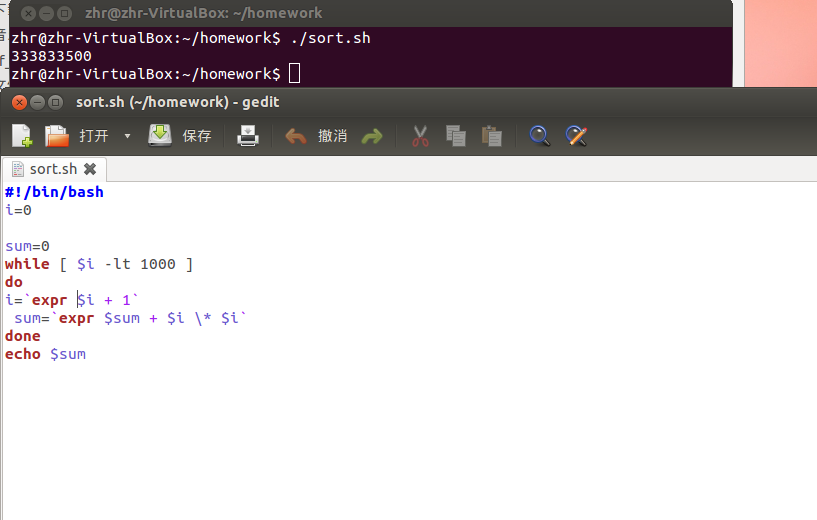 zhr@zhr-VirtualBox: ~/homework
zhr@zhr-VirtualBox:~/homework$ ./sort.sh
333833500
zhr@zhr-VirtualBox:~/homework$
sort.sh (~/homework) - gedit
打开 保存 撤消
sort.sh
#!/bin/bash
i=0
sum=0
while [ $i -lt 1000 ]
do
i=`expr $i + 1`
 sum=`expr $sum + $i \* $i`
done
echo $sum